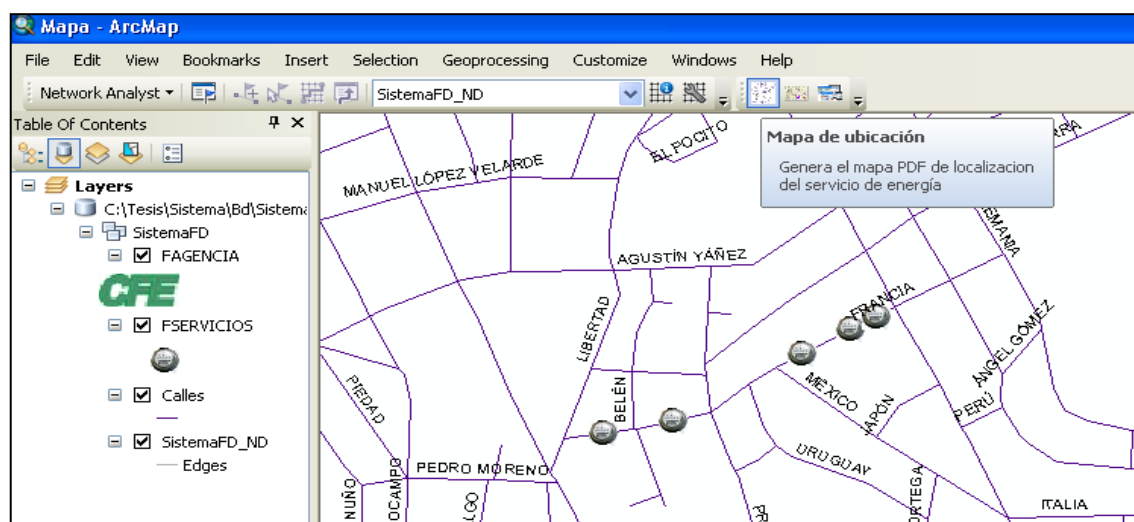 Mapa - ArcMap
File Edit View Bookmarks Insert Selection Geoprocessing Customize Windows Help
Network Analyst SistemaFD_ND
Table Of Contents
Mapa de ubicación
Genera el mapa PDF de localizacion
del servicio de energía
Layers
C:\Tesis\Sistema\Bd\Sistema
SistemaFD
FAGENCIA
CFE
FSERVICIOS
Calles
SistemaFD_ND
Edges
EL POCITO
MANUEL LÓPEZ VELARDE
AGUSTÍN YÁÑEZ
FRANCIA
LIBERTAD
ÁNGEL GÓMEZ
BELÉN
MÉXICO
PIEDAD
JAPÓN
PERÚ
PEDRO MORENO
URUGUAY
NUÑO
OCAMPO
ITALIA